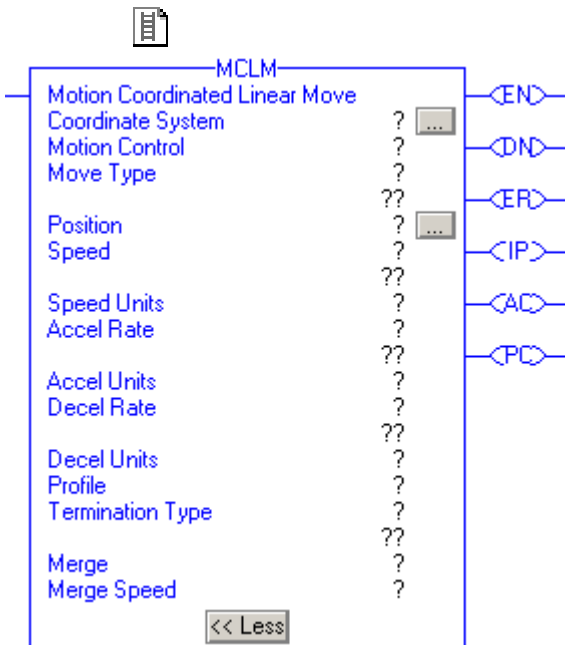 MCLM
Motion Coordinated Linear Move EN
Coordinate System ? ...
Motion Control ? DN
Move Type ?
?? ER
Position ? ...
Speed ? IP
??
Speed Units ? AC
Accel Rate ?
?? PC
Accel Units ?
Decel Rate ?
??
Decel Units ?
Profile ?
Termination Type ?
??
Merge ?
Merge Speed ?
<< Less